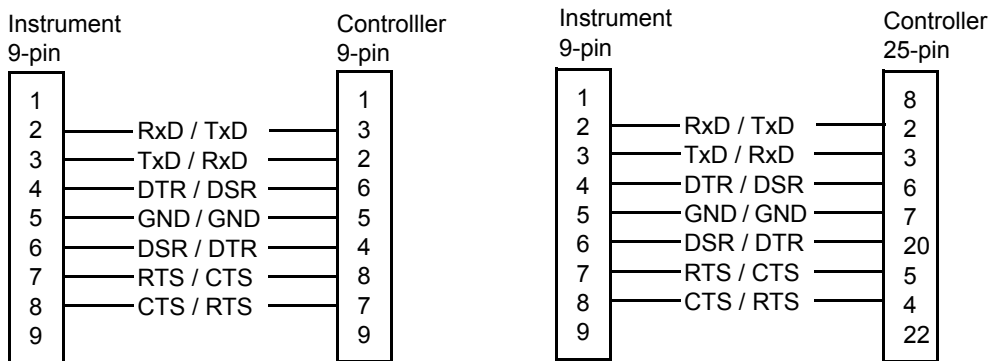 Instrument
9-pin
Controlller
9-pin
1 1
2 RxD / TxD 3
3 TxD / RxD 2
4 DTR / DSR 6
5 GND / GND 5
6 DSR / DTR 4
7 RTS / CTS 8
8 CTS / RTS 7
9 9
Instrument
9-pin
Controller
25-pin
1 8
2 RxD / TxD 2
3 TxD / RxD 3
4 DTR / DSR 6
5 GND / GND 7
6 DSR / DTR 20
7 RTS / CTS 5
8 CTS / RTS 4
9 22